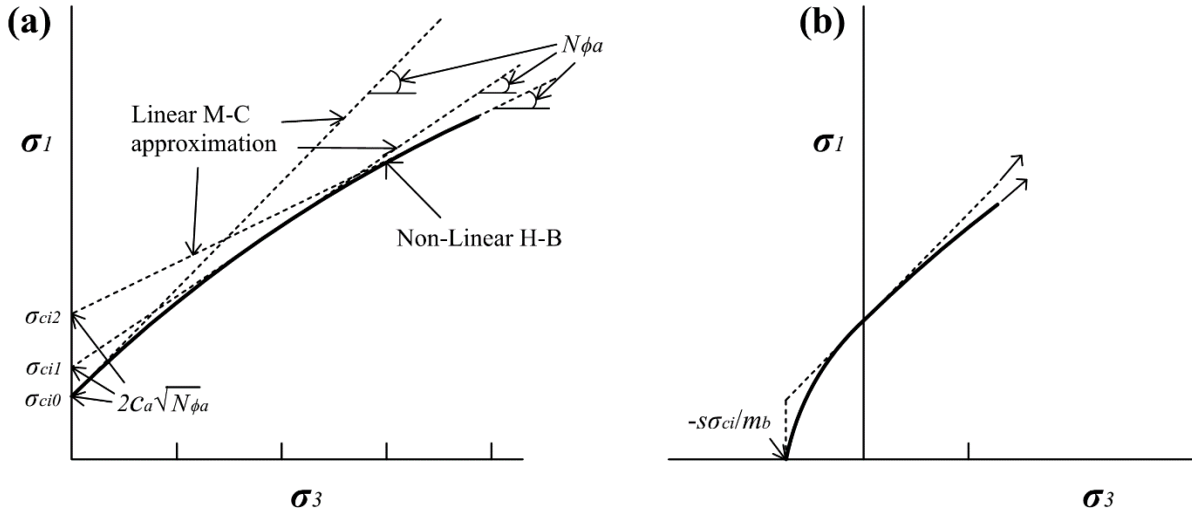 (a)
Nϕa
Linear M-C
approximation
σ1
Non-Linear H-B
σci2
σci1
σci0
2ca√Nϕa
σ3
(b)
σ1
-sσci/mb
σ3